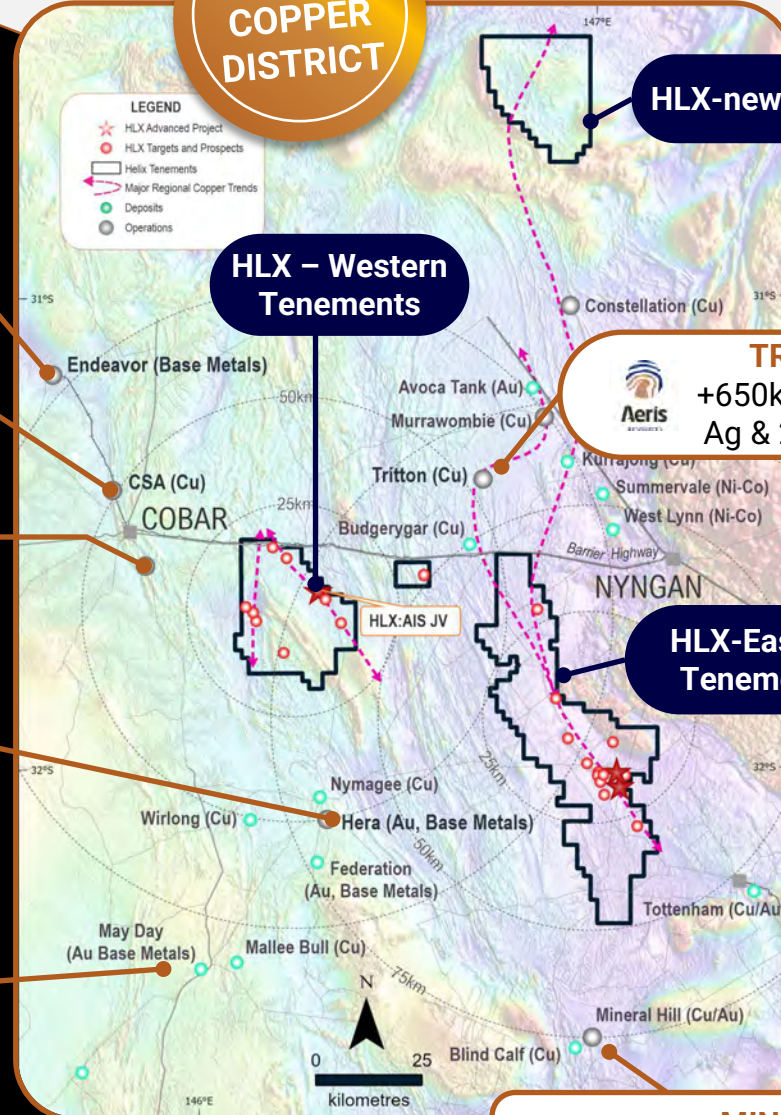 COPPER
DISTRICT
147°E
LEGEND
HLX Advanced Project
HLX Targets and Prospects
Helix Tenements
Major Regional Copper Trends
Deposits
Operations
HLX-new
HLX – Western
Tenements
31°S
31°S
Constellation (Cu)
Endeavor (Base Metals)
50km
Avoca Tank (Au)
Murrawombie (Cu)
Aeris
TR
+650k
Ag & 2
Kurrajong (Cu)
Tritton (Cu)
Summervale (Ni-Co)
CSA (Cu)
COBAR
25km
West Lynn (Ni-Co)
Budgerygar (Cu)
Barrier Highway
NYNGAN
HLX:AIS JV
HLX-Eas
Tenem
32°S
32°S
25km
Nymagee (Cu)
Wirlong (Cu)
Hera (Au, Base Metals)
50km
Federation
(Au, Base Metals)
Tottenham (Cu/Au
May Day
(Au Base Metals)
Mallee Bull (Cu)
75km
N
Mineral Hill (Cu/Au)
Blind Calf (Cu)
0 25
kilometres
146°E